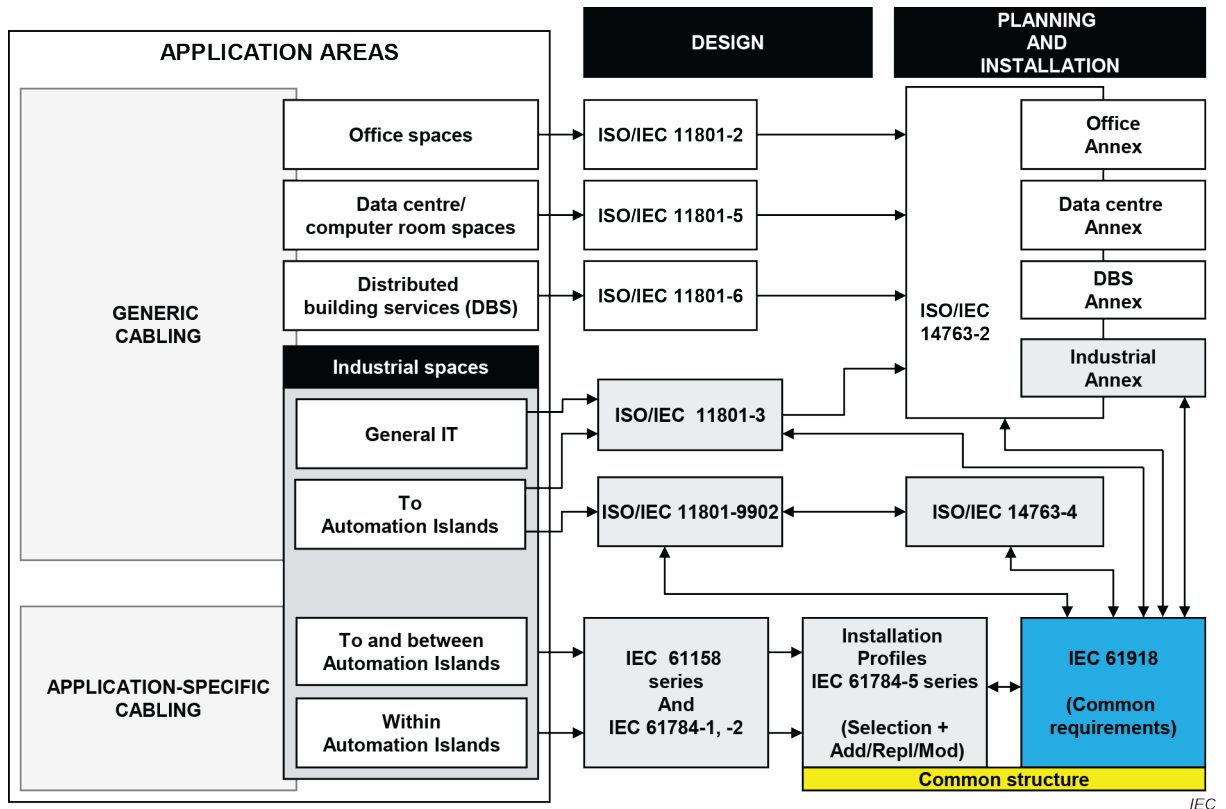 APPLICATION AREAS
DESIGN
PLANNING
AND
INSTALLATION
GENERIC
CABLING
Office spaces
ISO/IEC 11801-2
Office
Annex
Data centre/
computer room spaces
ISO/IEC 11801-5
Data centre
Annex
Distributed
building services (DBS)
ISO/IEC 11801-6
DBS
Annex
ISO/IEC
14763-2
Industrial
Annex
Industrial spaces
General IT
ISO/IEC 11801-3
To
Automation Islands
ISO/IEC 11801-9902
ISO/IEC 14763-4
APPLICATION-SPECIFIC
CABLING
To and between
Automation Islands
Within
Automation Islands
IEC 61158
series
And
IEC 61784-1, -2
Installation
Profiles
IEC 61784-5 series
(Selection +
Add/Repl/Mod)
IEC 61918
(Common
requirements)
Common structure
IEC